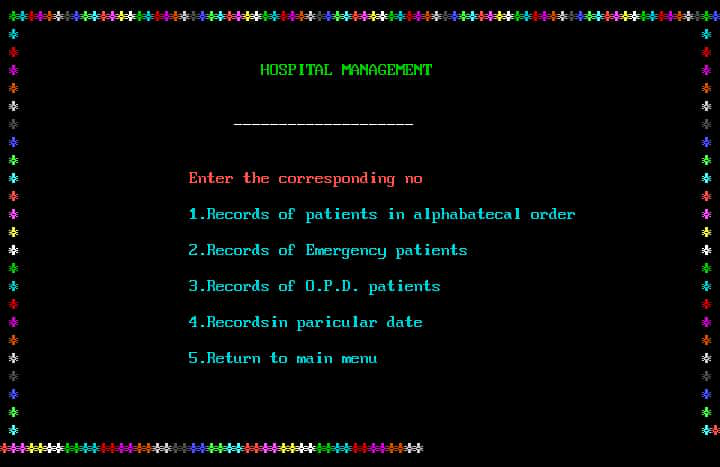 HOSPITAL MANAGEMENT
____________________
Enter the corresponding no
1.Records of patients in alphabatecal order
2.Records of Emergency patients
3.Records of O.P.D. patients
4.Recordsin paricular date
5.Return to main menu